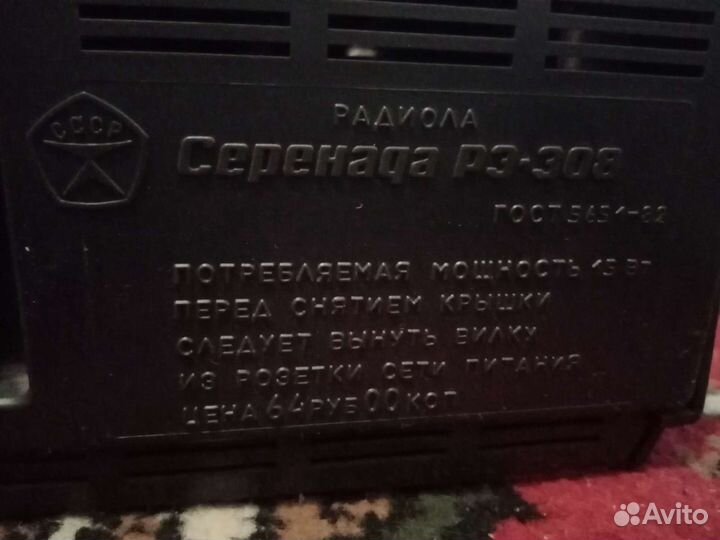 РАДИОЛА
СССР
Серенада РЭ-308
ГОСТ 5651-82
ПОТРЕБЛЯЕМАЯ МОЩНОСТЬ 15 ВТ
ПЕРЕД СНЯТИЕМ КРЫШКИ
СЛЕДУЕТ ВЫНУТЬ ВИЛКУ
ИЗ РОЗЕТКИ СЕТИ ПИТАНИЯ
ЦЕНА 64 РУБ 00 КОП
Avito